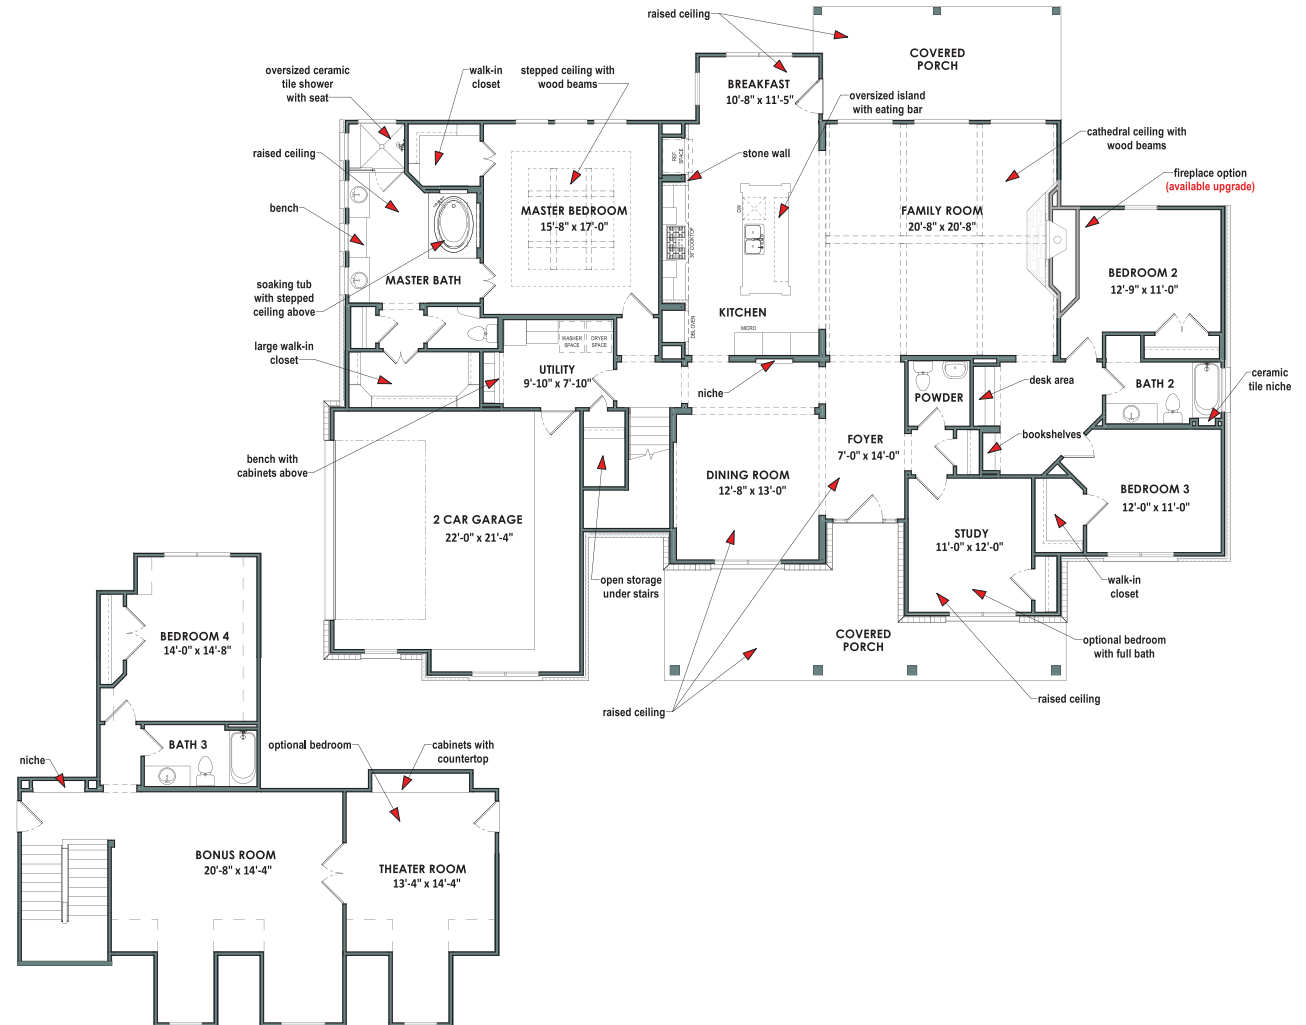 raised ceiling
COVERED
PORCH
oversized ceramic
tile shower
with seat
walk-in
closet
stepped ceiling with
wood beams
BREAKFAST
10'-8" x 11'-5"
oversized island
with eating bar
cathedral ceiling with
wood beams
raised ceiling
REF.
SPACE
stone wall
fireplace option
(available upgrade)
bench
MASTER BEDROOM
15'-8" x 17'-0"
DW
FAMILY ROOM
20'-8" x 20'-8"
36" COOKTOP
MASTER BATH
BEDROOM 2
12'-9" x 11'-0"
soaking tub
with stepped
ceiling above
KITCHEN
DBL OVEN
MICRO
WASHER
SPACE
DRYER
SPACE
large walk-in
closet
UTILITY
9'-10" x 7'-10"
niche
POWDER
desk area
BATH 2
ceramic
tile niche
bench with
cabinets above
FOYER
7'-0" x 14'-0"
bookshelves
DINING ROOM
12'-8" x 13'-0"
BEDROOM 3
12'-0" x 11'-0"
2 CAR GARAGE
22'-0" x 21'-4"
STUDY
11'-0" x 12'-0"
open storage
under stairs
walk-in
closet
BEDROOM 4
14'-0" x 14'-8"
COVERED
PORCH
optional bedroom
with full bath
raised ceiling
raised ceiling
BATH 3
niche
optional bedroom
cabinets with
countertop
BONUS ROOM
20'-8" x 14'-4"
THEATER ROOM
13'-4" x 14'-4"